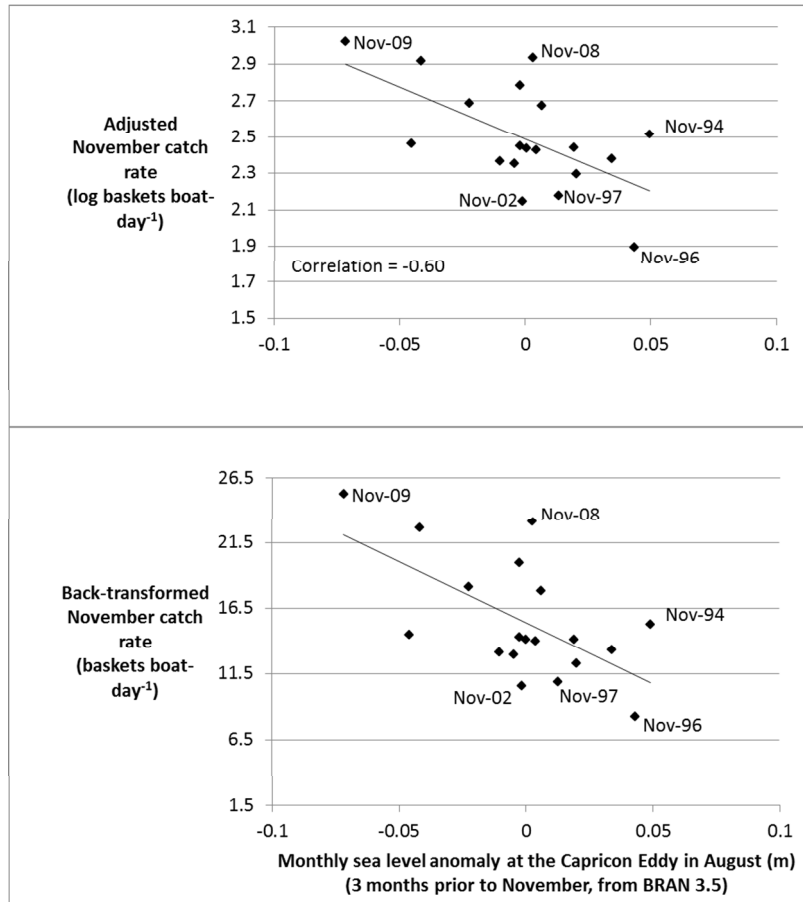 3.1
2.9
2.7
2.5
2.3
2.1
1.9
1.7
1.5
Adjusted
November catch
rate
(log baskets boat-
day-1)
Nov-09
Nov-08
Nov-94
Nov-02
Nov-97
Nov-96
Correlation = -0.60
-0.1
-0.05
0
0.05
0.1
26.5
21.5
16.5
11.5
6.5
1.5
Back-transformed
November catch
rate
(baskets boat-
day-1)
Nov-09
Nov-08
Nov-94
Nov-02
Nov-97
Nov-96
-0.1
-0.05
0
0.05
0.1
Monthly sea level anomaly at the Capricon Eddy in August (m)
(3 months prior to November, from BRAN 3.5)